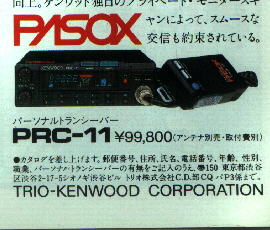 向上。ケンウッド独自のプライベート・モーダースキ
ャンによって、スムースな
交信も約束されている。
PASOX
KENWOOD
パーソナルトランシーバー
PRC-11 ¥99,800(アンテナ別売・取付費別)
●カタログを差し上げます。郵便番号、住所、氏名、電話番号、年齢、性別、
職業、パーソナルトランシーバーの有無をご記入のうえ、〠150 東京都渋谷
区渋谷2-17-5シオノギ渋谷ビル トリオ株式会社C.D.部CQ パP3係まで。
TRIO-KENWOOD CORPORATION